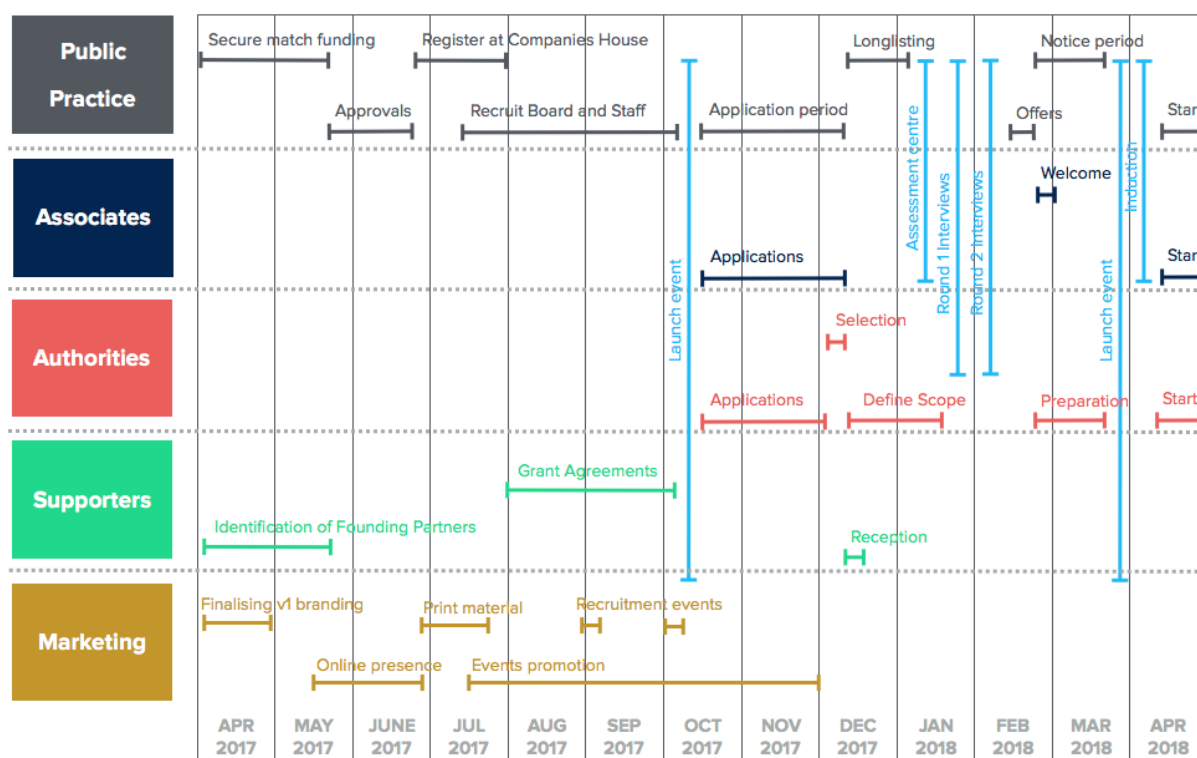 Public
Practice
Secure match funding
Register at Companies House
Longlisting
Notice period
Approvals
Recruit Board and Staff
Application period
Offers
Star
Associates
Welcome
Applications
Star
Assessment centre
Round 1 Interviews
Round 2 Interviews
Induction
Launch event
Launch event
Authorities
Selection
Applications
Define Scope
Preparation
Start
Supporters
Grant Agreements
Identification of Founding Partners
Reception
Marketing
Finalising v1 branding
Print material
Recruitment events
Online presence
Events promotion
APR MAY JUNE JUL AUG SEP OCT NOV DEC JAN FEB MAR APR
2017 2017 2017 2017 2017 2017 2017 2017 2017 2018 2018 2018 2018